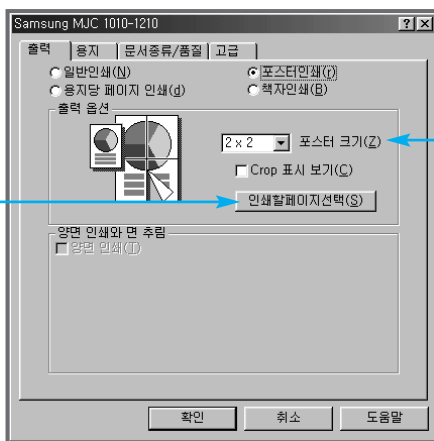 Samsung MJC 1010-1210
출력 용지 문서종류/품질 고급
일반인쇄(N) 포스터인쇄(r)
용지당 페이지 인쇄(d) 책자인쇄(B)
출력 옵션
2 x 2 포스터 크기(Z)
Crop 표시 보기(C)
인쇄할페이지선택(S)
양면 인쇄와 면 추림
양면 인쇄(T)
확인 취소 도움말